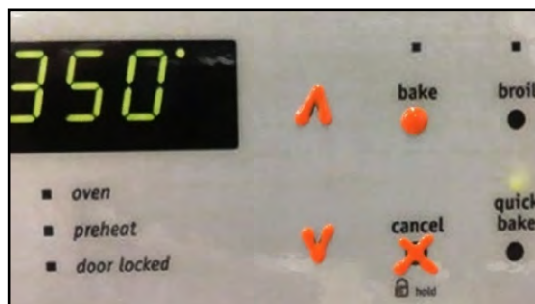 350°
bake
broil
oven
preheat
door locked
cancel
quick
bake
hold